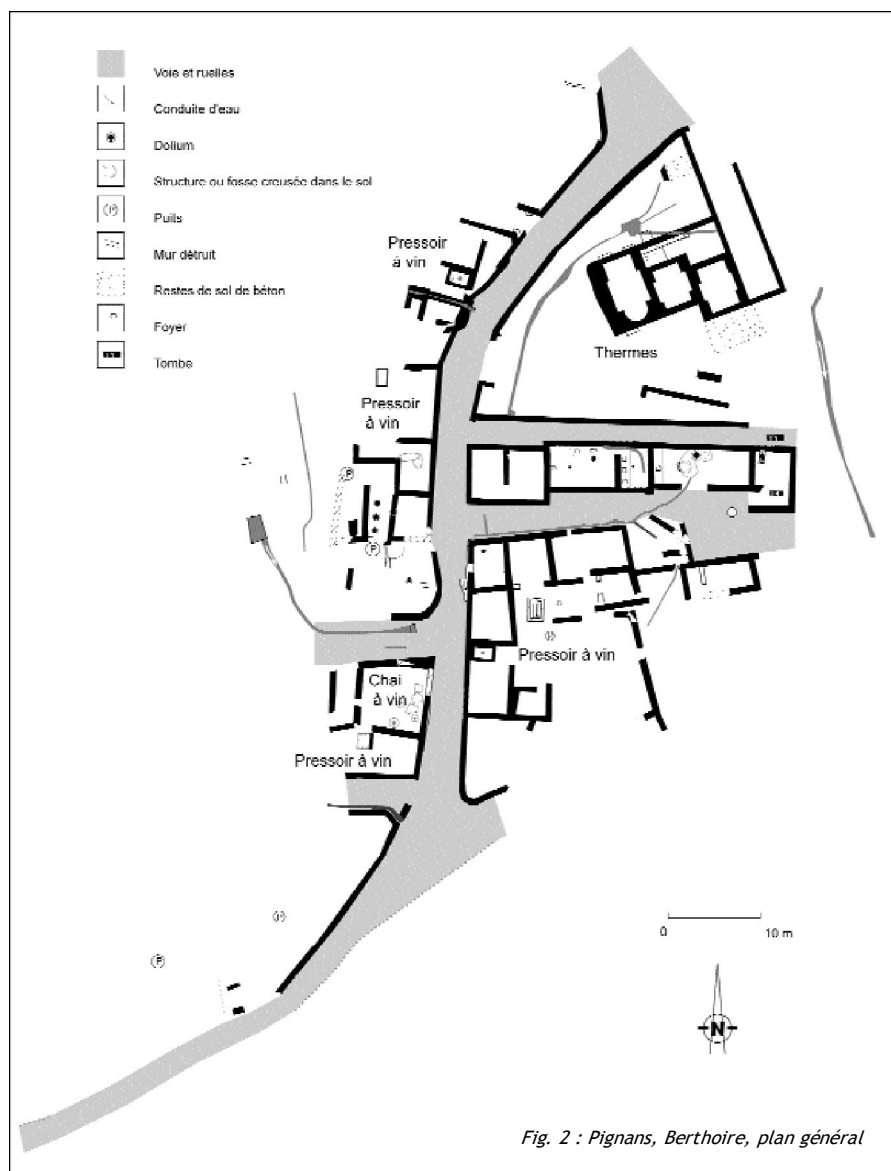 Voie et ruelles
Conduite d'eau
Dolium
Structure ou fosse creusée dans le sol
P
Puits
Mur détruit
Restes de sol de béton
Foyer
Tombe
Pressoir
à vin
Thermes
Pressoir
à vin
P
P
Pressoir à vin
Chai
à vin
Pressoir à vin
P
P
0 10 m
N
Fig. 2 : Pignans, Berthoire, plan général